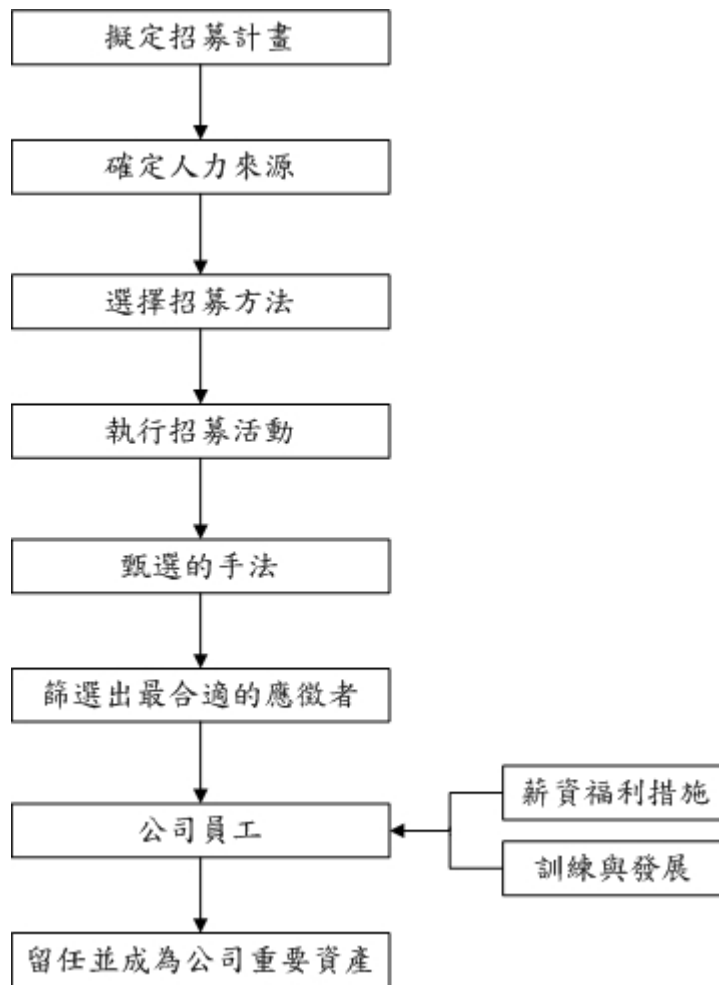 擬定招募計畫
確定人力來源
選擇招募方法
執行招募活動
甄選的手法
篩選出最合適的應徵者
薪資福利措施
公司員工
訓練與發展
留任並成為公司重要資產